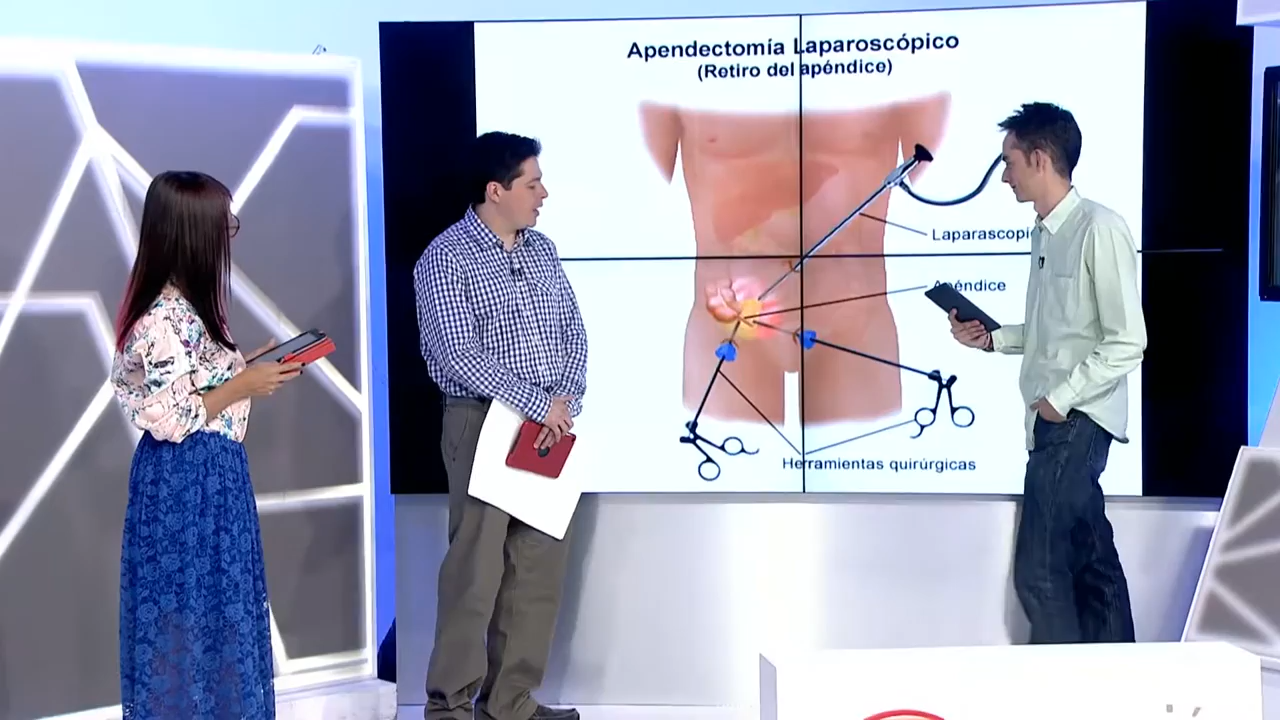 Apendectomía Laparoscópico
(Retiro del apéndice)
Apéndice
Herramientas quirúrgicas